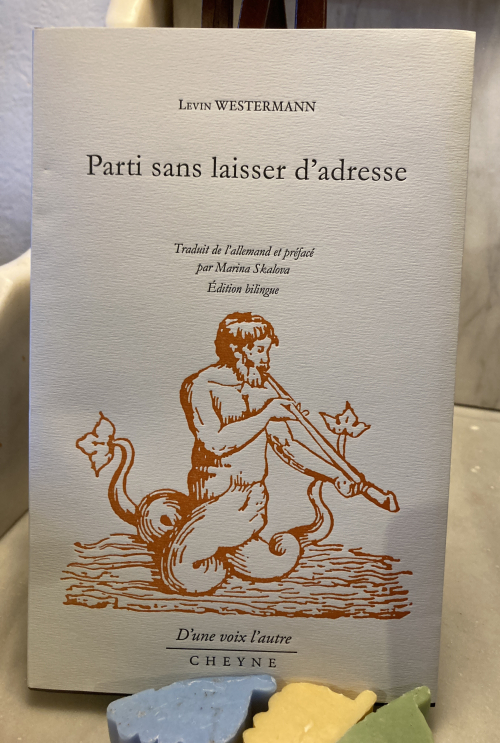 Levin WESTERMANN
Parti sans laisser d'adresse
Traduit de l'allemand et préfacé
par Marina Skalova
Édition bilingue
D'une voix l'autre
CHEYNE